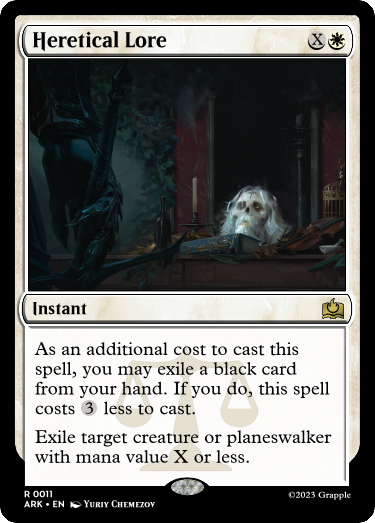 Heretical Lore X
Instant
As an additional cost to cast this
spell, you may exile a black card
from your hand. If you do, this spell
costs 3 less to cast.
Exile target creature or planeswalker
with mana value X or less.
R 0011
ARK • EN Yuriy Chemezov
©2023 Grapple